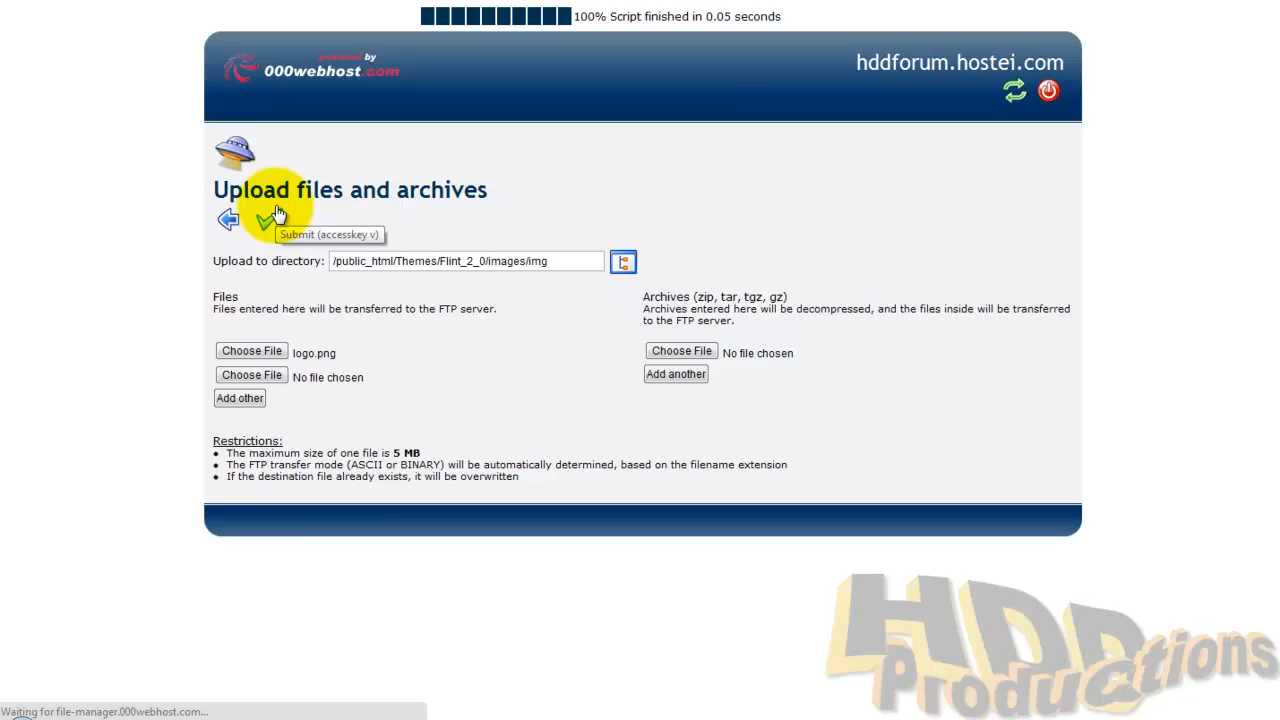 100% Script finished in 0.05 seconds
powered by
000webhost.com
hddforum.hostei.com
Upload files and archives
Submit (accesskey v)
Upload to directory: /public_html/Themes/Flint_2_0/images/img
Files
Files entered here will be transferred to the FTP server.
Archives (zip, tar, tgz, gz)
Archives entered here will be decompressed, and the files inside will be transferred
to the FTP server.
Choose File logo.png
Choose File No file chosen
Add other
Choose File No file chosen
Add another
Restrictions:
The maximum size of one file is 5 MB
The FTP transfer mode (ASCII or BINARY) will be automatically determined, based on the filename extension
If the destination file already exists, it will be overwritten
HDD
Productions
Waiting for file-manager.000webhost.com...